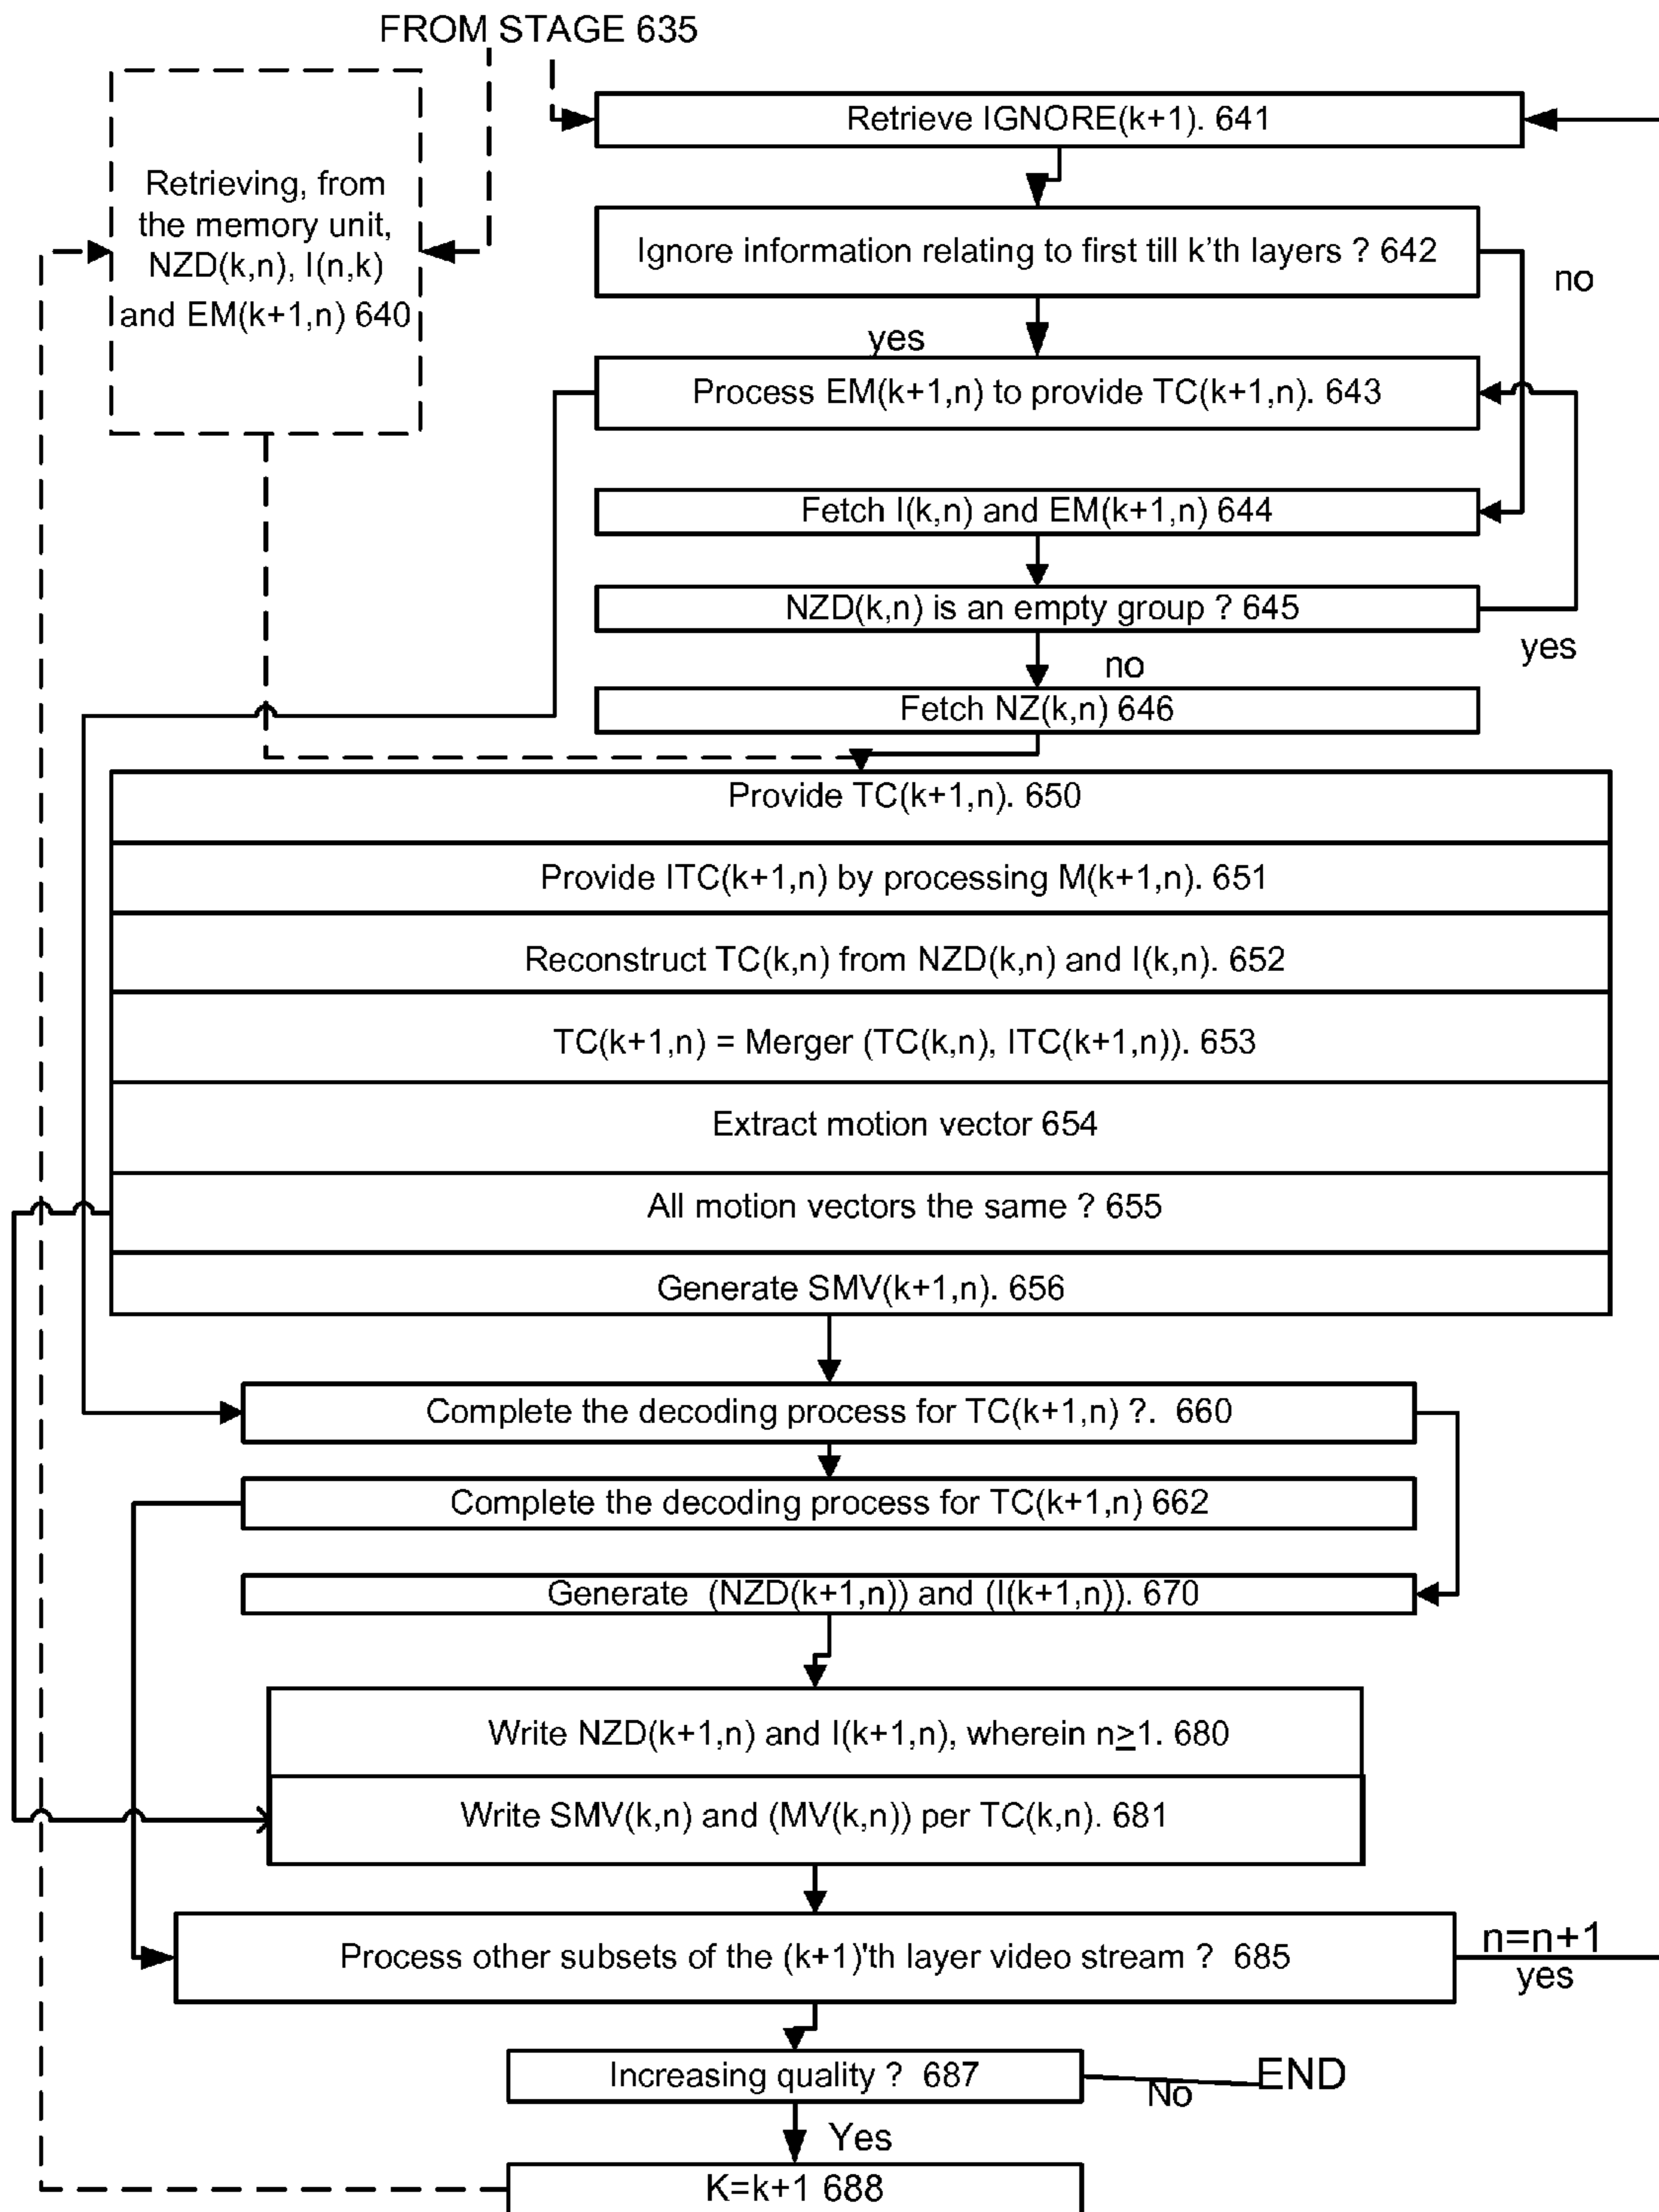 FROM STAGE 635
Retrieve IGNORE(k+1). 641
Retrieving, from
the memory unit,
NZD(k,n), I(n,k)
and EM(k+1,n) 640
Ignore information relating to first till k'th layers ? 642
no
yes
Process EM(k+1,n) to provide TC(k+1,n). 643
Fetch I(k,n) and EM(k+1,n) 644
NZD(k,n) is an empty group ? 645
yes
no
Fetch NZ(k,n) 646
Provide TC(k+1,n). 650
Provide ITC(k+1,n) by processing M(k+1,n). 651
Reconstruct TC(k,n) from NZD(k,n) and I(k,n). 652
TC(k+1,n) = Merger (TC(k,n), ITC(k+1,n)). 653
Extract motion vector 654
All motion vectors the same ? 655
Generate SMV(k+1,n). 656
Complete the decoding process for TC(k+1,n) ?. 660
Complete the decoding process for TC(k+1,n) 662
Generate (NZD(k+1,n)) and (I(k+1,n)). 670
Write NZD(k+1,n) and I(k+1,n), wherein n≥1. 680
Write SMV(k,n) and (MV(k,n)) per TC(k,n). 681
Process other subsets of the (k+1)'th layer video stream ? 685
n=n+1
yes
Increasing quality ? 687
No
END
Yes
K=k+1 688